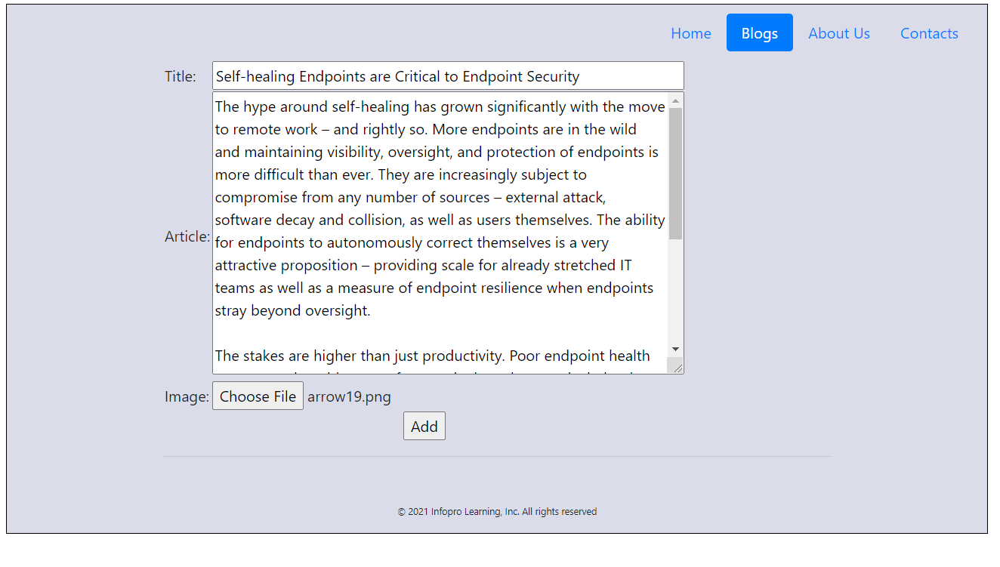 Home Blogs About Us Contacts
Title: Self-healing Endpoints are Critical to Endpoint Security
The hype around self-healing has grown significantly with the move
to remote work – and rightly so. More endpoints are in the wild
and maintaining visibility, oversight, and protection of endpoints is
more difficult than ever. They are increasingly subject to
compromise from any number of sources – external attack,
software decay and collision, as well as users themselves. The ability
Article: for endpoints to autonomously correct themselves is a very
attractive proposition – providing scale for already stretched IT
teams as well as a measure of endpoint resilience when endpoints
stray beyond oversight.
The stakes are higher than just productivity. Poor endpoint health
Image: Choose File arrow19.png
Add
© 2021 Infopro Learning, Inc. All rights reserved